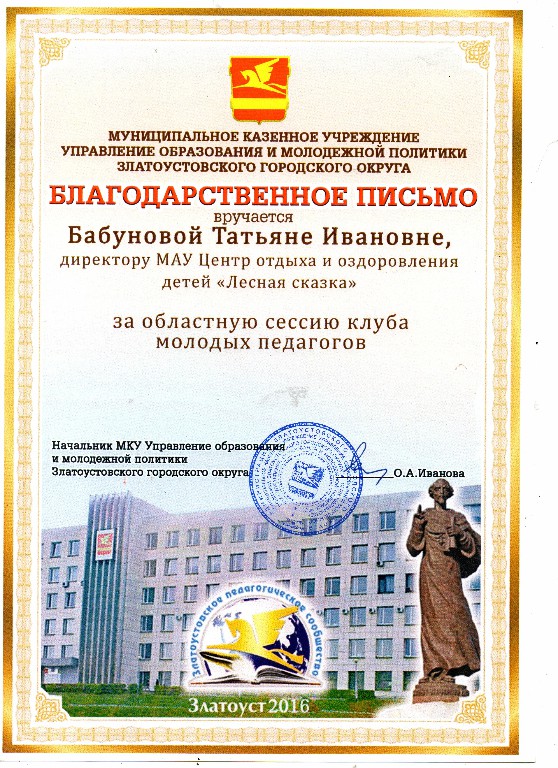 МУНИЦИПАЛЬНОЕ КАЗЕННОЕ УЧРЕЖДЕНИЕ
УПРАВЛЕНИЕ ОБРАЗОВАНИЯ И МОЛОДЕЖНОЙ ПОЛИТИКИ
ЗЛАТОУСТОВСКОГО ГОРОДСКОГО ОКРУГА
БЛАГОДАРСТВЕННОЕ ПИСЬМО
вручается
Бабуновой Татьяне Ивановне,
директору МАУ Центр отдыха и оздоровления
детей «Лесная сказка»
за областную сессию клуба
молодых педагогов
Начальник МКУ Управление образования
и молодежной политики
Златоустовского городского округа
О.А.Иванова
Златоустовское педагогическое сообщество
Златоуст 2016